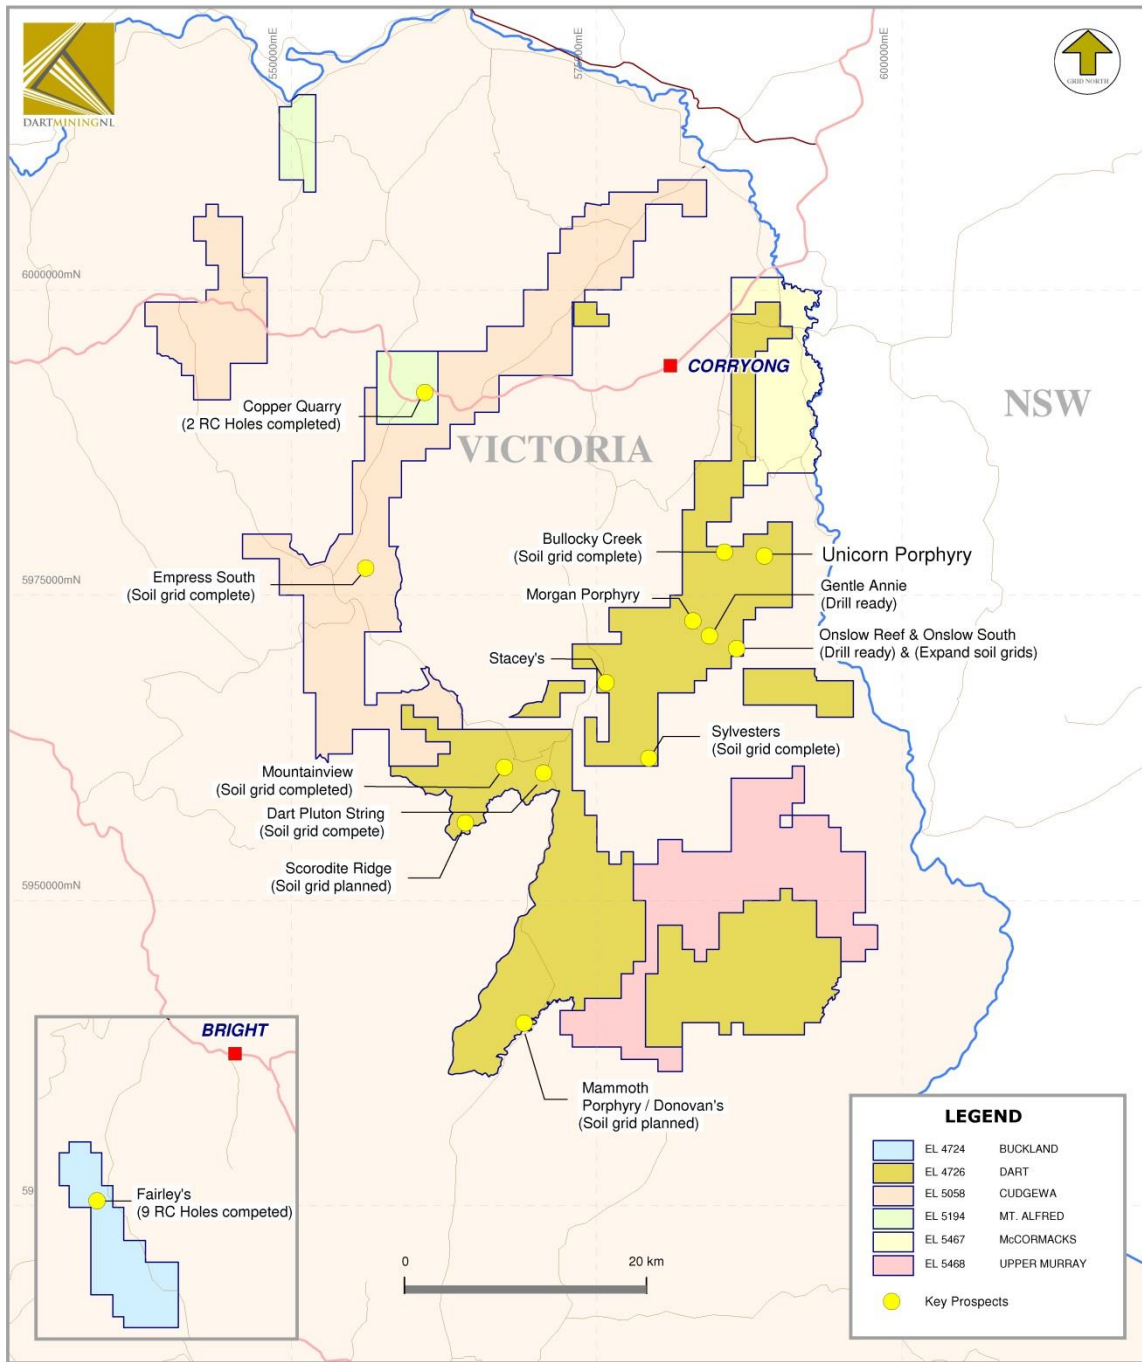 DARTMININGNL
550000mE
575000mE
600000mE
GRID NORTH
6000000mN
CORRYONG
NSW
VICTORIA
Copper Quarry
(2 RC Holes completed)
Bullocky Creek
(Soil grid complete)
Unicorn Porphyry
5975000mN
Empress South
(Soil grid complete)
Morgan Porphyry
Gentle Annie
(Drill ready)
Onslow Reef & Onslow South
(Drill ready) & (Expand soil grids)
Stacey's
Sylvesters
(Soil grid complete)
Mountainview
(Soil grid completed)
Dart Pluton String
(Soil grid compete)
Scorodite Ridge
(Soil grid planned)
5950000mN
BRIGHT
Mammoth
Porphyry / Donovan's
(Soil grid planned)
59
Fairley's
(9 RC Holes competed)
0 20 km
LEGEND
EL 4724 BUCKLAND
EL 4726 DART
EL 5058 CUDGEWA
EL 5194 MT. ALFRED
EL 5467 McCORMACKS
EL 5468 UPPER MURRAY
Key Prospects